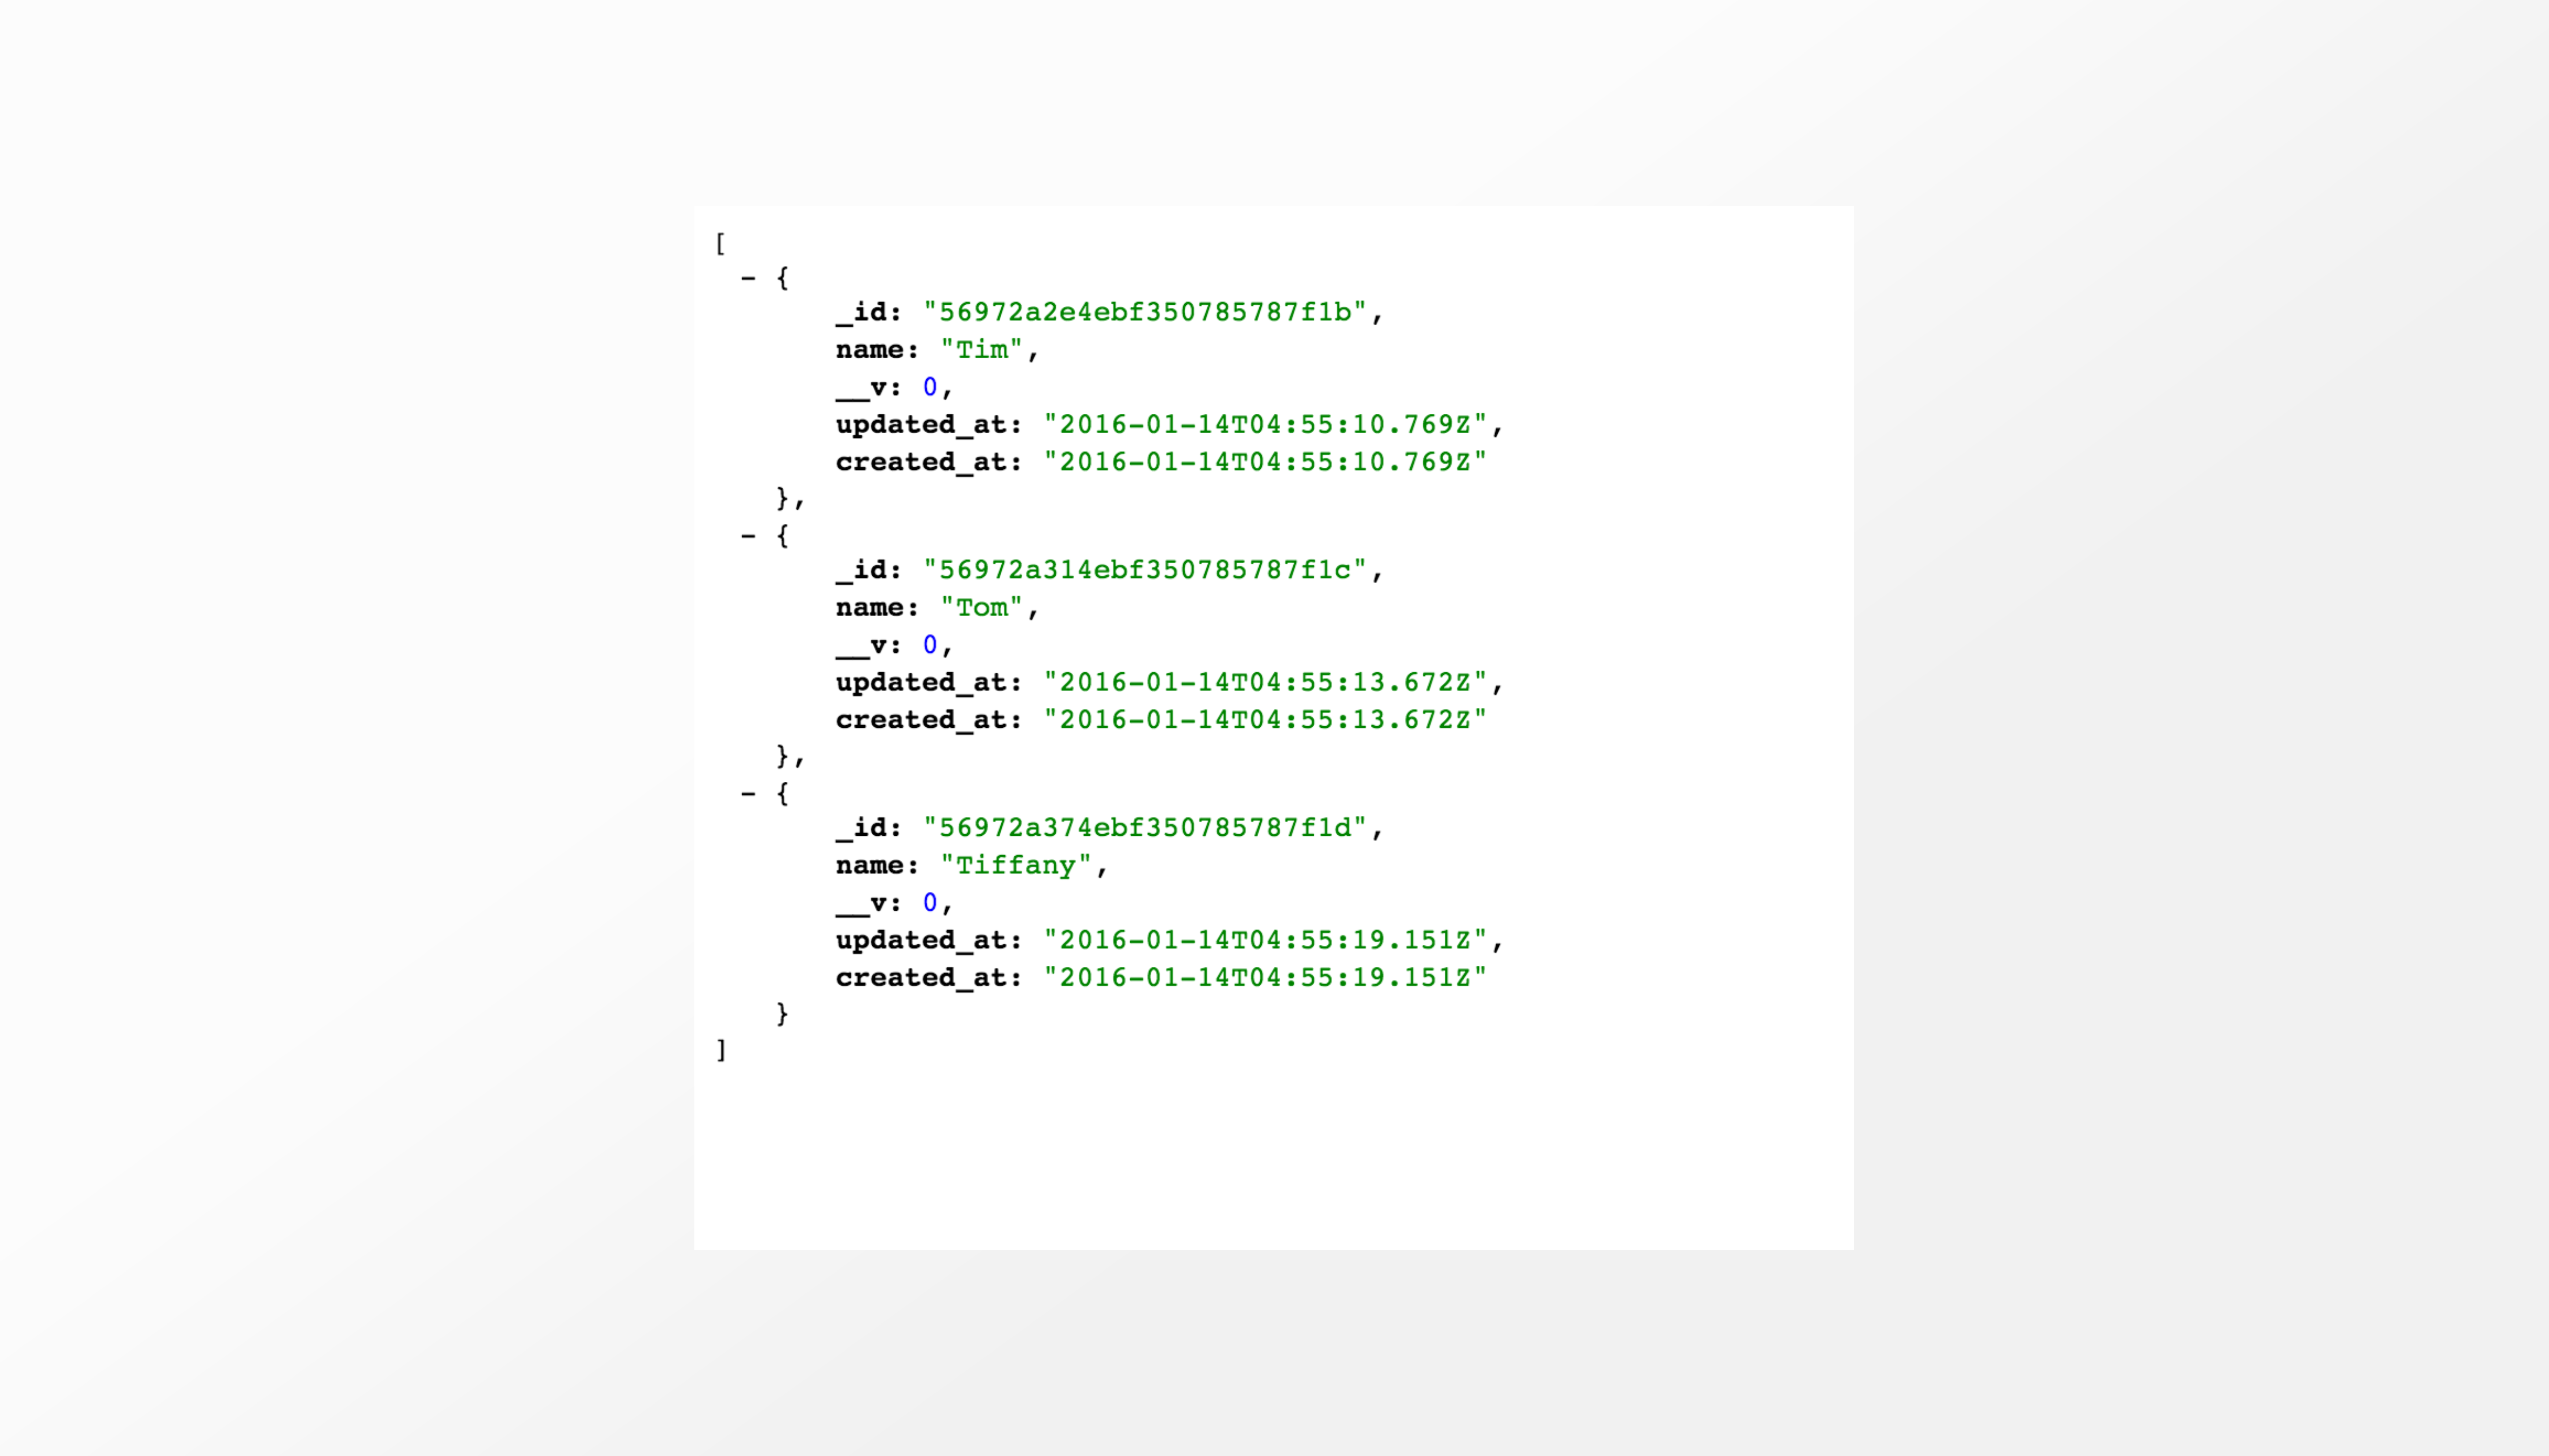 [
- {
_id: "56972a2e4ebf350785787f1b",
name: "Tim",
__v: 0,
updated_at: "2016-01-14T04:55:10.769Z",
created_at: "2016-01-14T04:55:10.769Z"
},
- {
_id: "56972a314ebf350785787f1c",
name: "Tom",
__v: 0,
updated_at: "2016-01-14T04:55:13.672Z",
created_at: "2016-01-14T04:55:13.672Z"
},
- {
_id: "56972a374ebf350785787f1d",
name: "Tiffany",
__v: 0,
updated_at: "2016-01-14T04:55:19.151Z",
created_at: "2016-01-14T04:55:19.151Z"
}
]